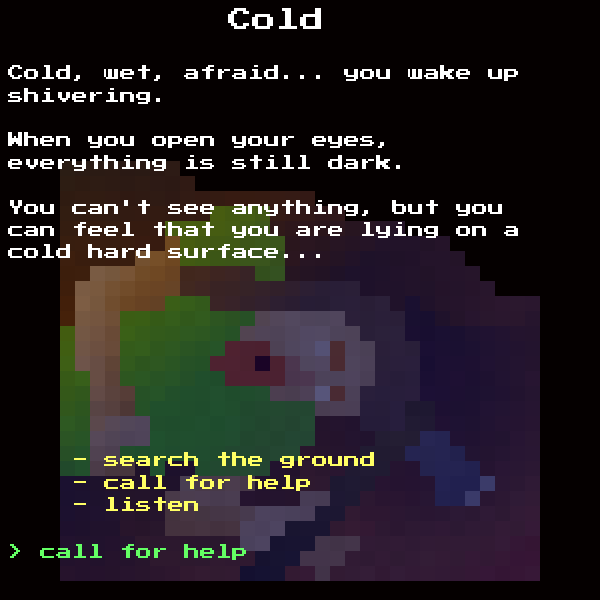 Cold
Cold, wet, afraid... you wake up
shivering.
When you open your eyes,
everything is still dark.
You can't see anything, but you
can feel that you are lying on a
cold hard surface...
- search the ground
- call for help
- listen
> call for help